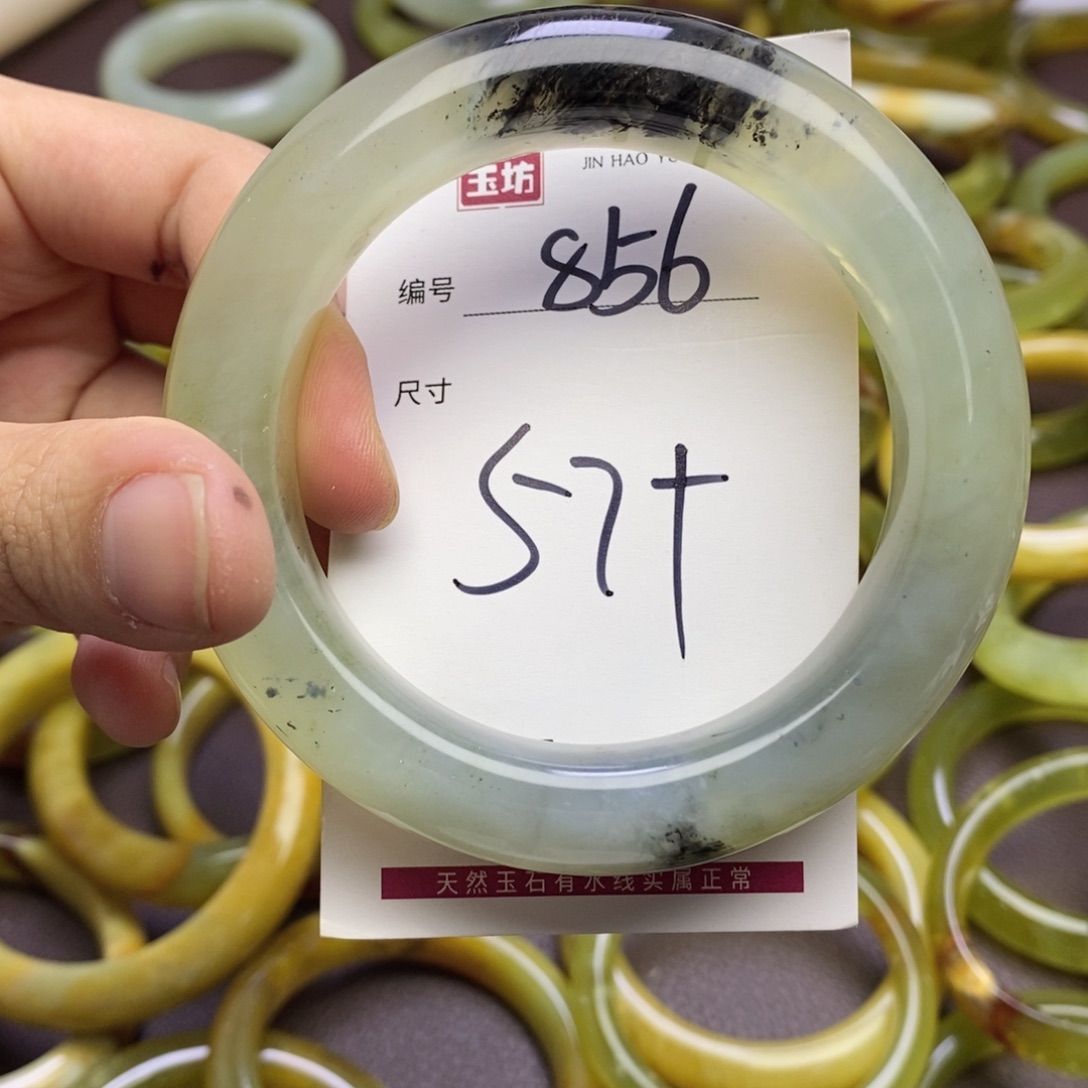 玉坊
JIN HAO
编号 856
尺寸
57+
天然玉石有水线实属正常